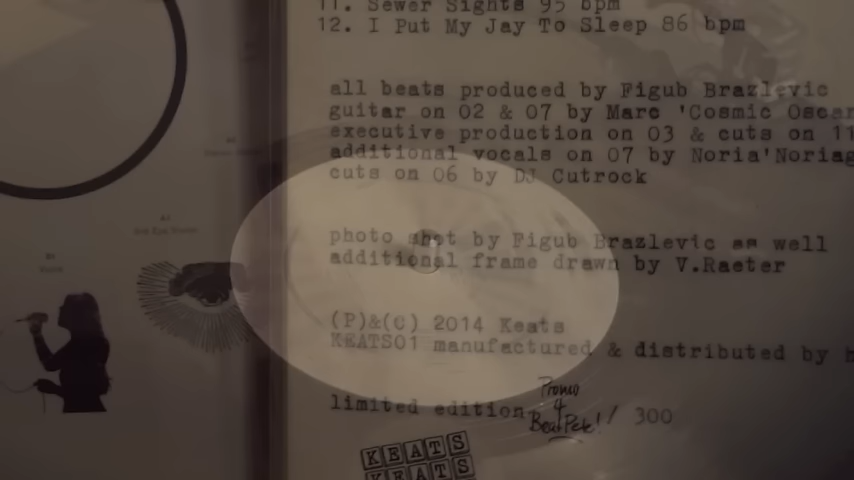 11. Sewer Sights 95 bpm
12. I Put My Jay To Sleep 86 bpm
all beats produced by Figub Brazlevic
guitar on 02 & 07 by Marc 'Cosmic Oscar
executive production on 03 & cuts on 11
additional vocals on 07 by Noria'Noriag
cuts on 06 by DJ Cutrock
photo shot by Figub Brazlevic as well
additional frame drawn by V.Raeter
(P)&(C) 2014 Keats
KEATS01 manufactured & distributed by h
limited edition Promo 4 BeatPete! / 300
KEATS
KEATS